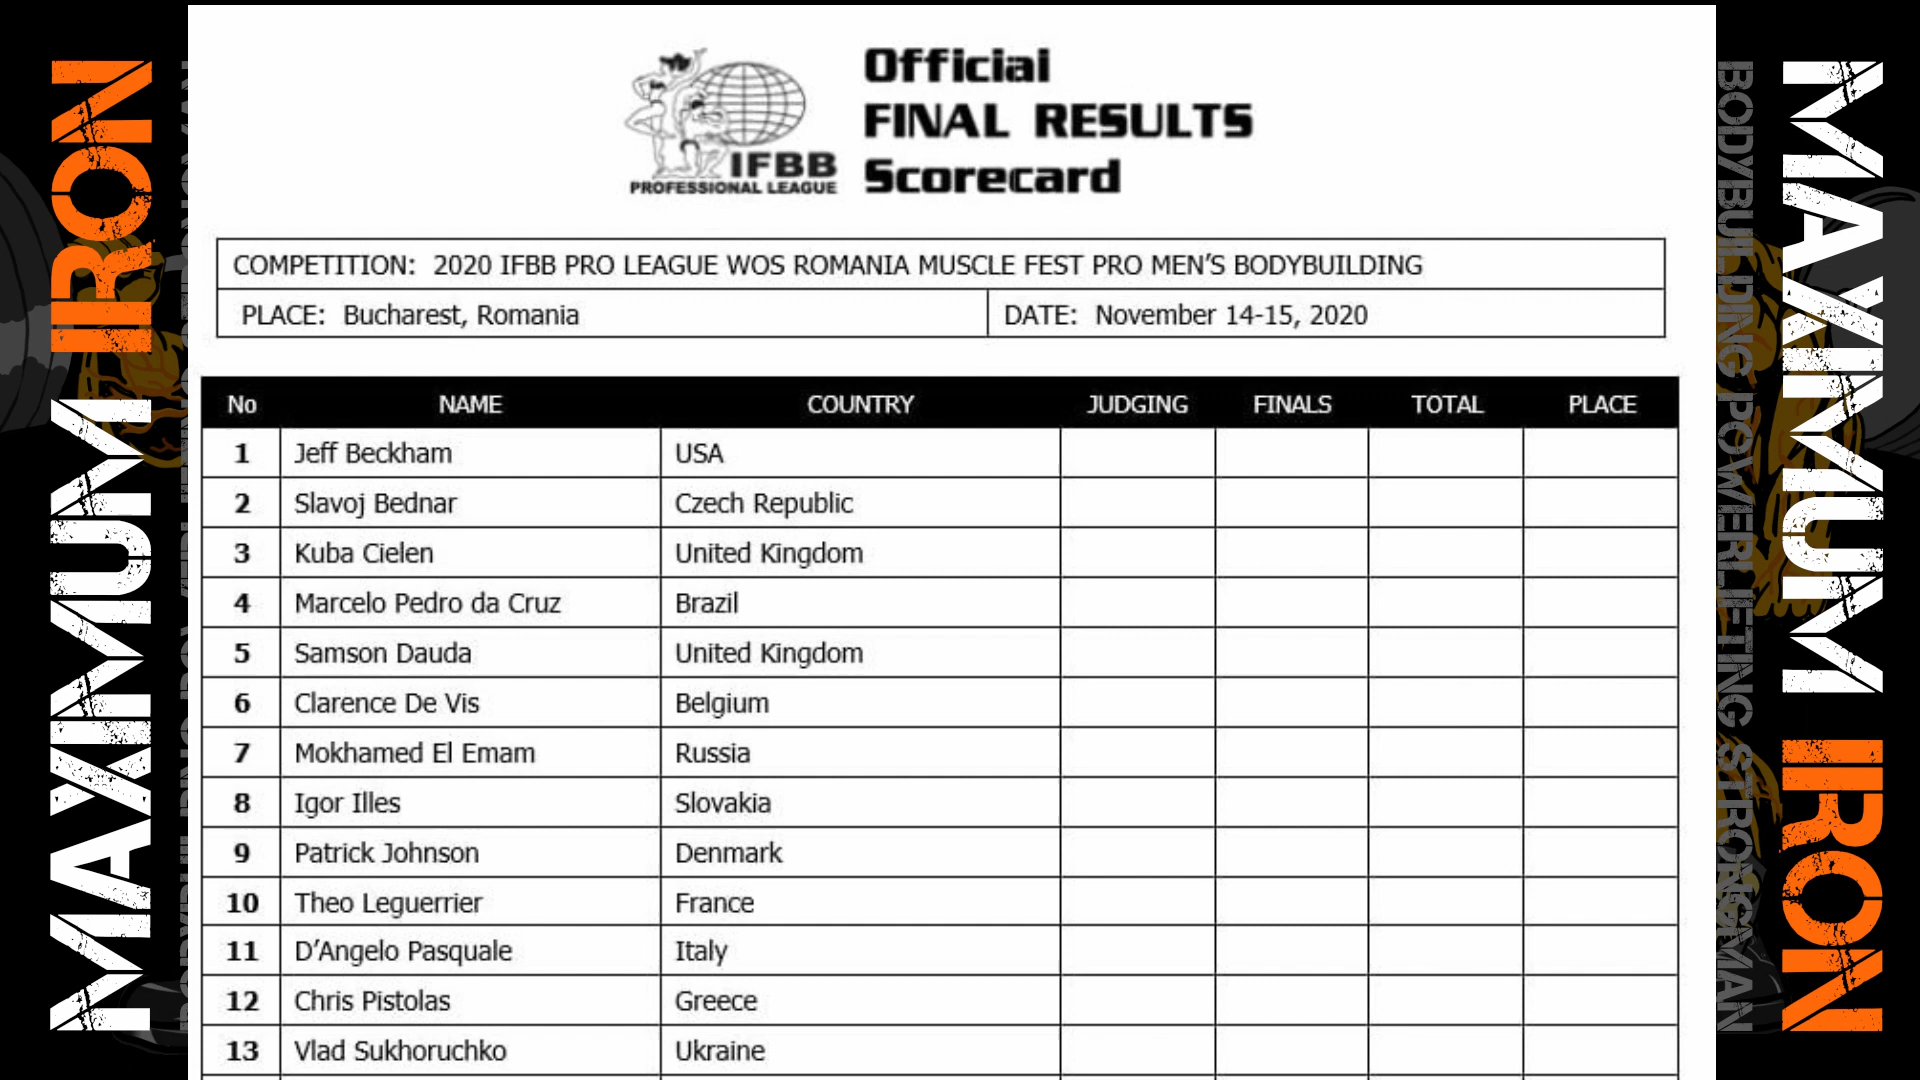 MAXIMUM IRON
IFBB
PROFESSIONAL LEAGUE
Official
FINAL RESULTS
Scorecard
COMPETITION: 2020 IFBB PRO LEAGUE WOS ROMANIA MUSCLE FEST PRO MEN’S BODYBUILDING
PLACE: Bucharest, Romania DATE: November 14-15, 2020
No NAME COUNTRY JUDGING FINALS TOTAL PLACE
1 Jeff Beckham USA
2 Slavoj Bednar Czech Republic
3 Kuba Cielen United Kingdom
4 Marcelo Pedro da Cruz Brazil
5 Samson Dauda United Kingdom
6 Clarence De Vis Belgium
7 Mokhamed El Emam Russia
8 Igor Illes Slovakia
9 Patrick Johnson Denmark
10 Theo Leguerrier France
11 D’Angelo Pasquale Italy
12 Chris Pistolas Greece
13 Vlad Sukhoruchko Ukraine
MAXIMUM IRON
BODYBUILDING POWERLIFTING STRONGMAN